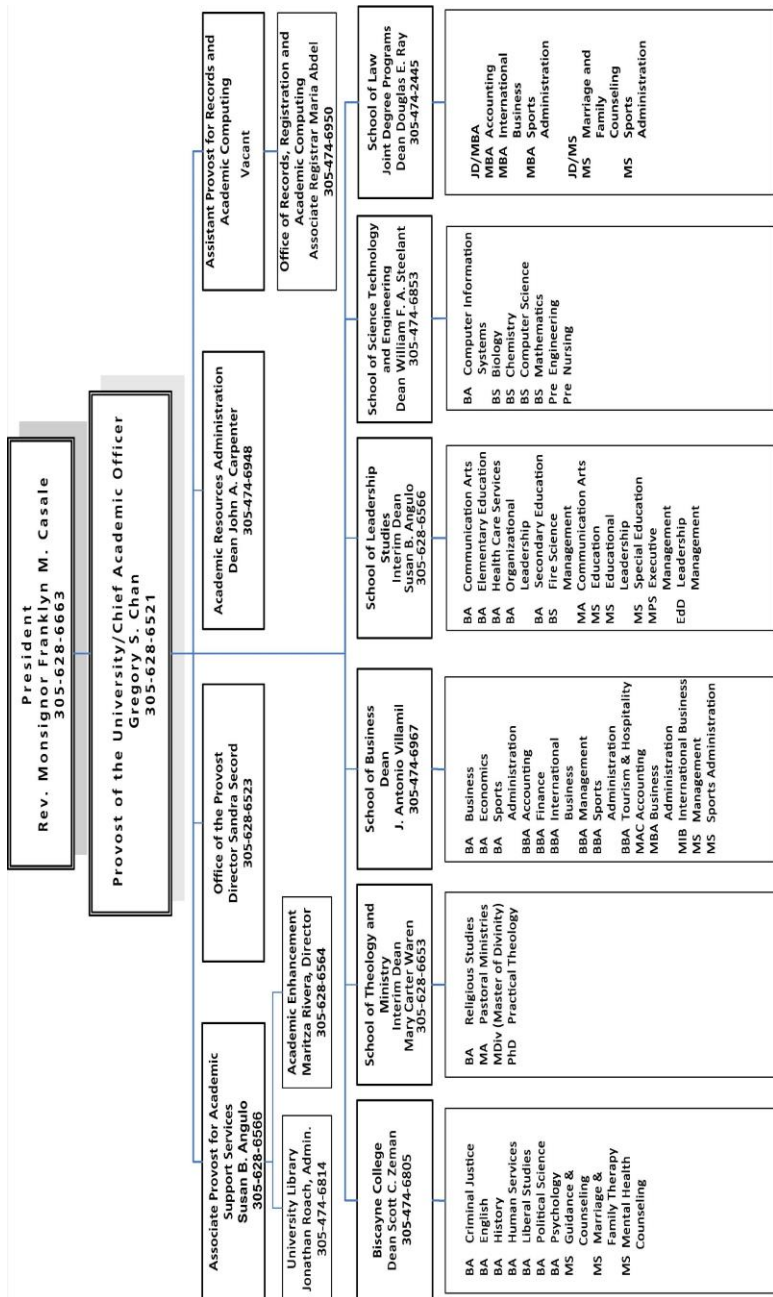 President
Rev. Monsignor Franklyn M. Casale
305-628-6663
Provost of the University/Chief Academic Officer
Gregory S. Chan
305-628-6521
Associate Provost for Academic
Support Services
Susan B. Angulo
305-628-6566
University Library
Jonathan Roach, Admin.
305-474-6814
Academic Enhancement
Maritza Rivera, Director
305-628-6564
Office of the Provost
Director Sandra Secord
305-628-6523
Academic Resources Administration
Dean John A. Carpenter
305-474-6948
Assistant Provost for Records and
Academic Computing
Vacant
Office of Records, Registration and
Academic Computing
Associate Registrar Maria Abdel
305-474-6950
Biscayne College
Dean Scott C. Zeman
305-474-6805
BA Criminal Justice
BA English
BA History
BA Human Services
BA Liberal Studies
BA Political Science
BA Psychology
MS Guidance &
Counseling
MS Marriage &
Family Therapy
MS Mental Health
Counseling
School of Theology and
Ministry
Interim Dean
Mary Carter Waren
305-628-6653
BA Religious Studies
MA Pastoral Ministries
MDiv (Master of Divinity)
PhD Practical Theology
School of Business
Dean
J. Antonio Villamil
305-474-6967
BA Business
BA Economics
BA Sports
Administration
BBA Accounting
BBA Finance
BBA International
Business
BBA Management
BBA Sports
Administration
BBA Tourism & Hospitality
MAC Accounting
MBA Business
Administration
MIB International Business
MS Management
MS Sports Administration
School of Leadership
Studies
Interim Dean
Susan B. Angulo
305-628-6566
BA Communication Arts
BA Elementary Education
BA Health Care Services
BA Organizational
Leadership
BA Secondary Education
BS Fire Science
Management
MA Communication Arts
MS Education
MS Educational
Leadership
MS Special Education
MPS Executive
Management
EdD Leadership
Management
School of Science Technology
and Engineering
Dean William F. A. Steelant
305-474-6853
BA Computer Information
Systems
BS Biology
BS Chemistry
BS Computer Science
BS Mathematics
Pre Engineering
Pre Nursing
School of Law
Joint Degree Programs
Dean Douglas E. Ray
305-474-2445
JD/MBA
MBA Accounting
MBA International
Business
MBA Sports
Administration
JD/MS
MS Marriage and
Family
Counseling
MS Sports
Administration